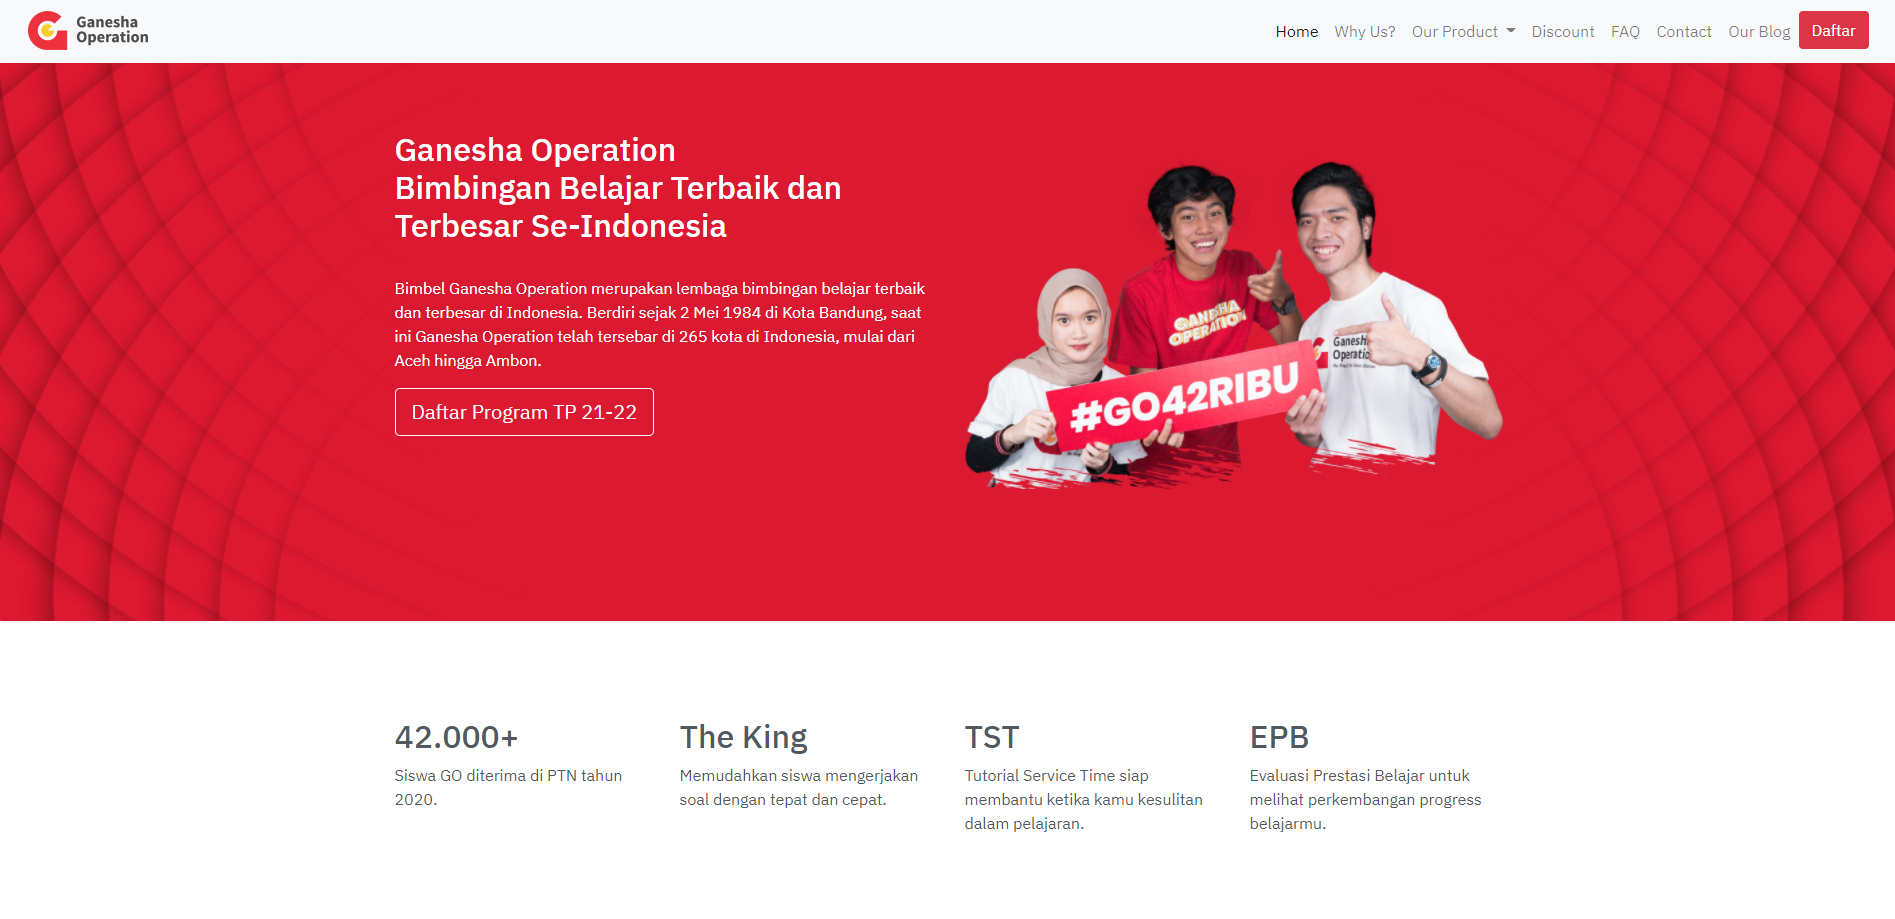 Ganesha
Operation
Home Why Us? Our Product Discount FAQ Contact Our Blog Daftar
Ganesha Operation
Bimbingan Belajar Terbaik dan
Terbesar Se-Indonesia
Bimbel Ganesha Operation merupakan lembaga bimbingan belajar terbaik
dan terbesar di Indonesia. Berdiri sejak 2 Mei 1984 di Kota Bandung, saat
ini Ganesha Operation telah tersebar di 265 kota di Indonesia, mulai dari
Aceh hingga Ambon.
Daftar Program TP 21-22
GANESHA
OPERATION
Ganesh
Operatio
#GO42RIBU
42.000+
Siswa GO diterima di PTN tahun
2020.
The King
Memudahkan siswa mengerjakan
soal dengan tepat dan cepat.
TST
Tutorial Service Time siap
membantu ketika kamu kesulitan
dalam pelajaran.
EPB
Evaluasi Prestasi Belajar untuk
melihat perkembangan progress
belajarmu.